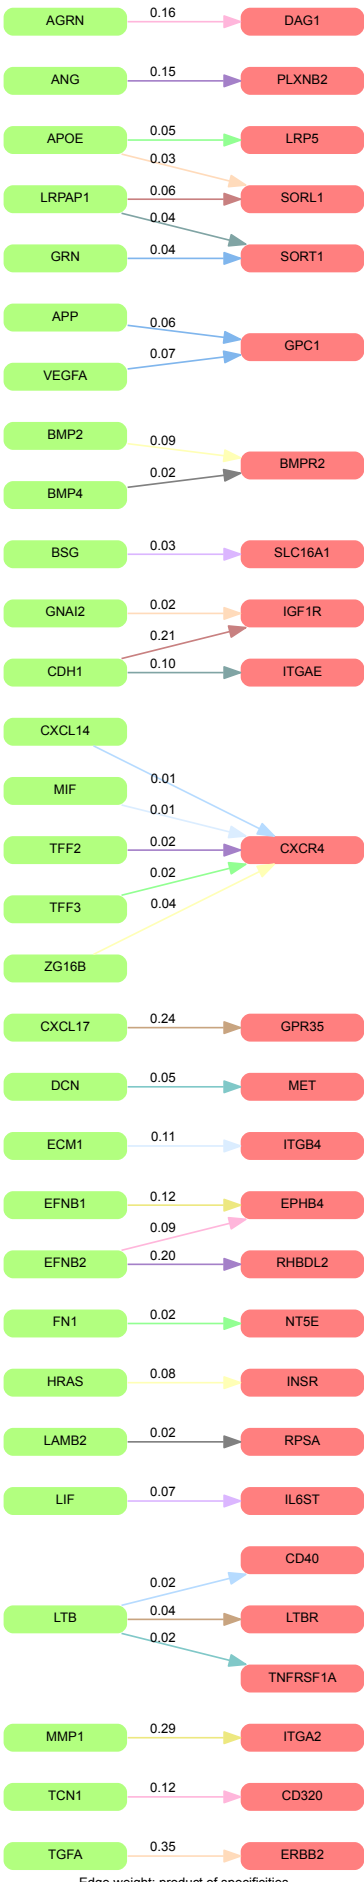 AGRN 0.16 DAG1
ANG 0.15 PLXNB2
APOE 0.05 LRP5
0.03
LRPAP1 0.06 SORL1
0.04
GRN 0.04 SORT1
APP 0.06
GPC1
VEGFA 0.07
BMP2 0.09
BMPR2
BMP4 0.02
BSG 0.03 SLC16A1
GNAI2 0.02 IGF1R
0.21
CDH1 0.10 ITGAE
CXCL14
0.01
MIF
0.01
TFF2 0.02 CXCR4
0.02
TFF3 0.04
ZG16B
CXCL17 0.24 GPR35
DCN 0.05 MET
ECM1 0.11 ITGB4
EFNB1 0.12 EPHB4
0.09
EFNB2 0.20 RHBDL2
FN1 0.02 NT5E
HRAS 0.08 INSR
LAMB2 0.02 RPSA
LIF 0.07 IL6ST
CD40
0.02
LTB 0.04 LTBR
0.02
TNFRSF1A
MMP1 0.29 ITGA2
TCN1 0.12 CD320
TGFA 0.35 ERBB2
Edge weight: product of specificities